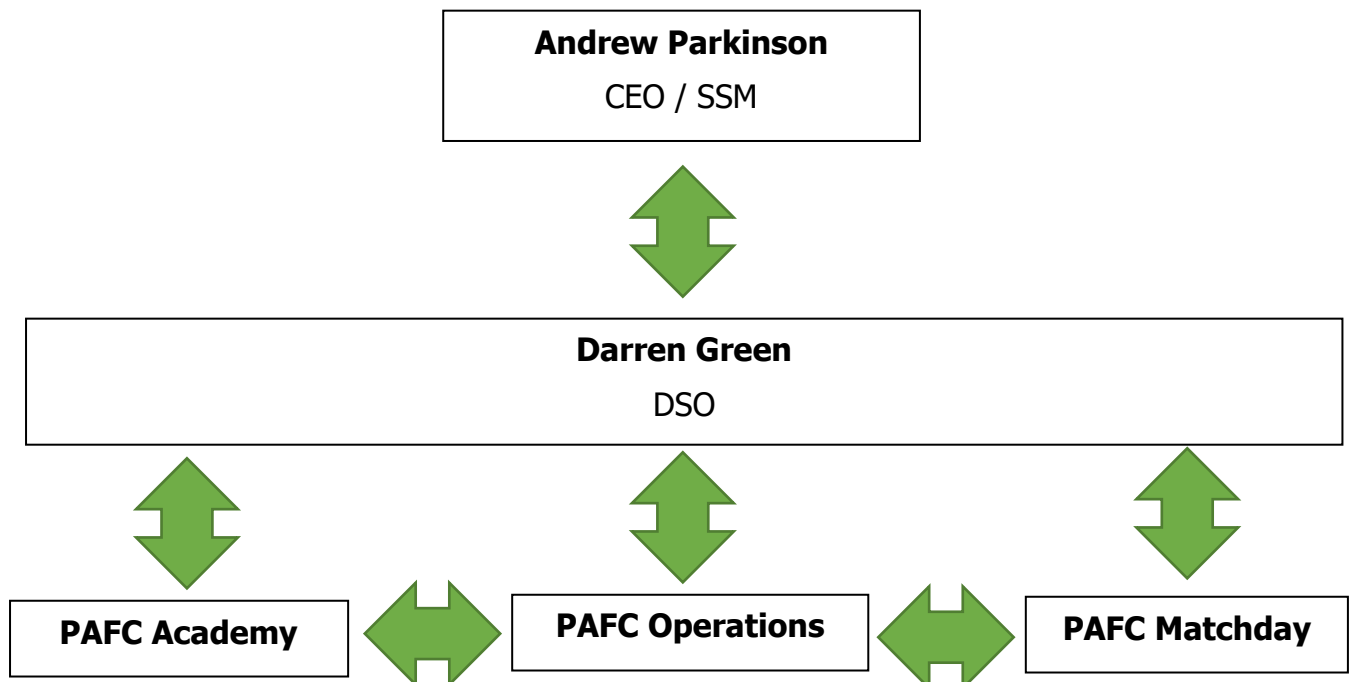 Andrew Parkinson
CEO / SSM
Darren Green
DSO
PAFC Academy
PAFC Operations
PAFC Matchday